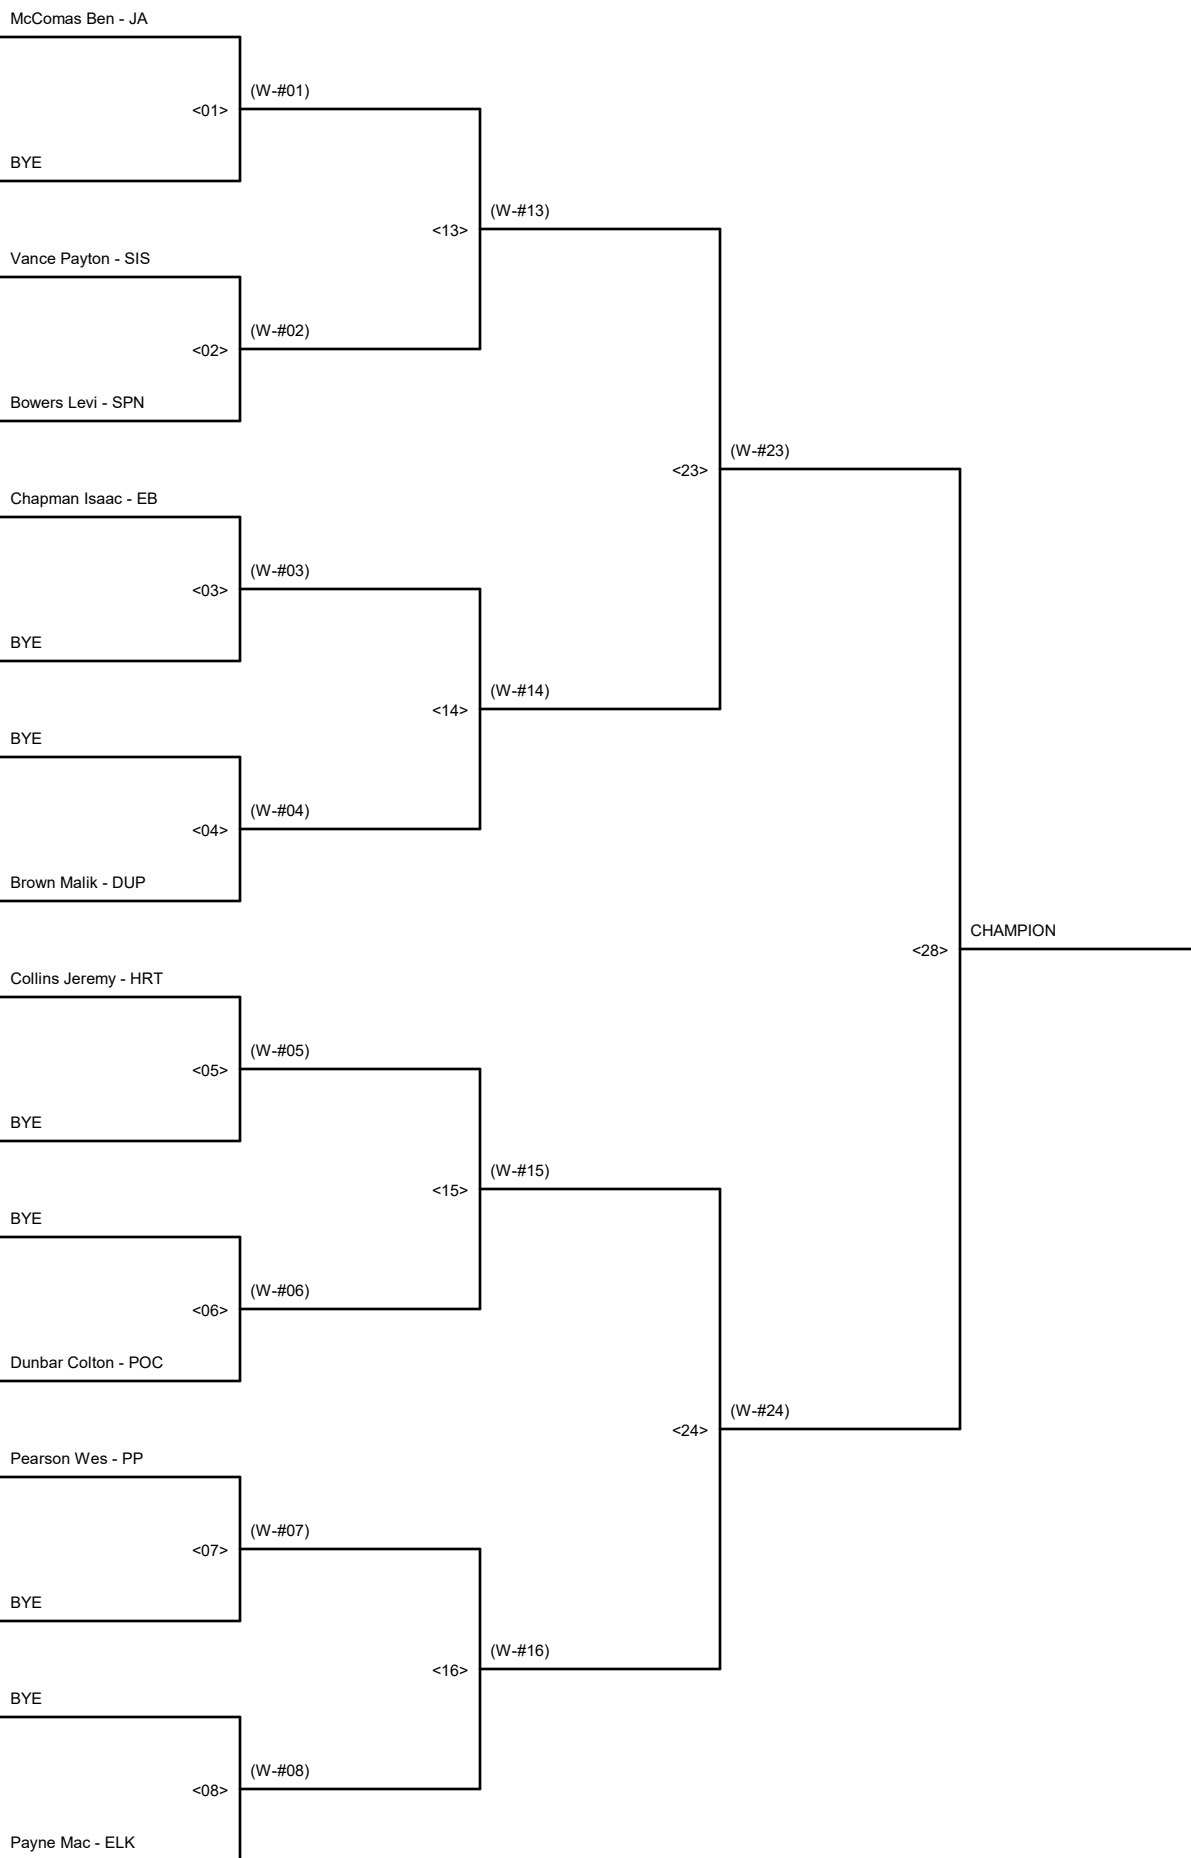 McComas Ben - JA
(W-#01)
<01>
BYE
(W-#13)
<13>
Vance Payton - SIS
(W-#02)
<02>
Bowers Levi - SPN
(W-#23)
<23>
Chapman Isaac - EB
(W-#03)
<03>
BYE
(W-#14)
<14>
BYE
(W-#04)
<04>
Brown Malik - DUP
CHAMPION
<28>
Collins Jeremy - HRT
(W-#05)
<05>
BYE
(W-#15)
<15>
BYE
(W-#06)
<06>
Dunbar Colton - POC
(W-#24)
<24>
Pearson Wes - PP
(W-#07)
<07>
BYE
(W-#16)
<16>
BYE
(W-#08)
<08>
Payne Mac - ELK